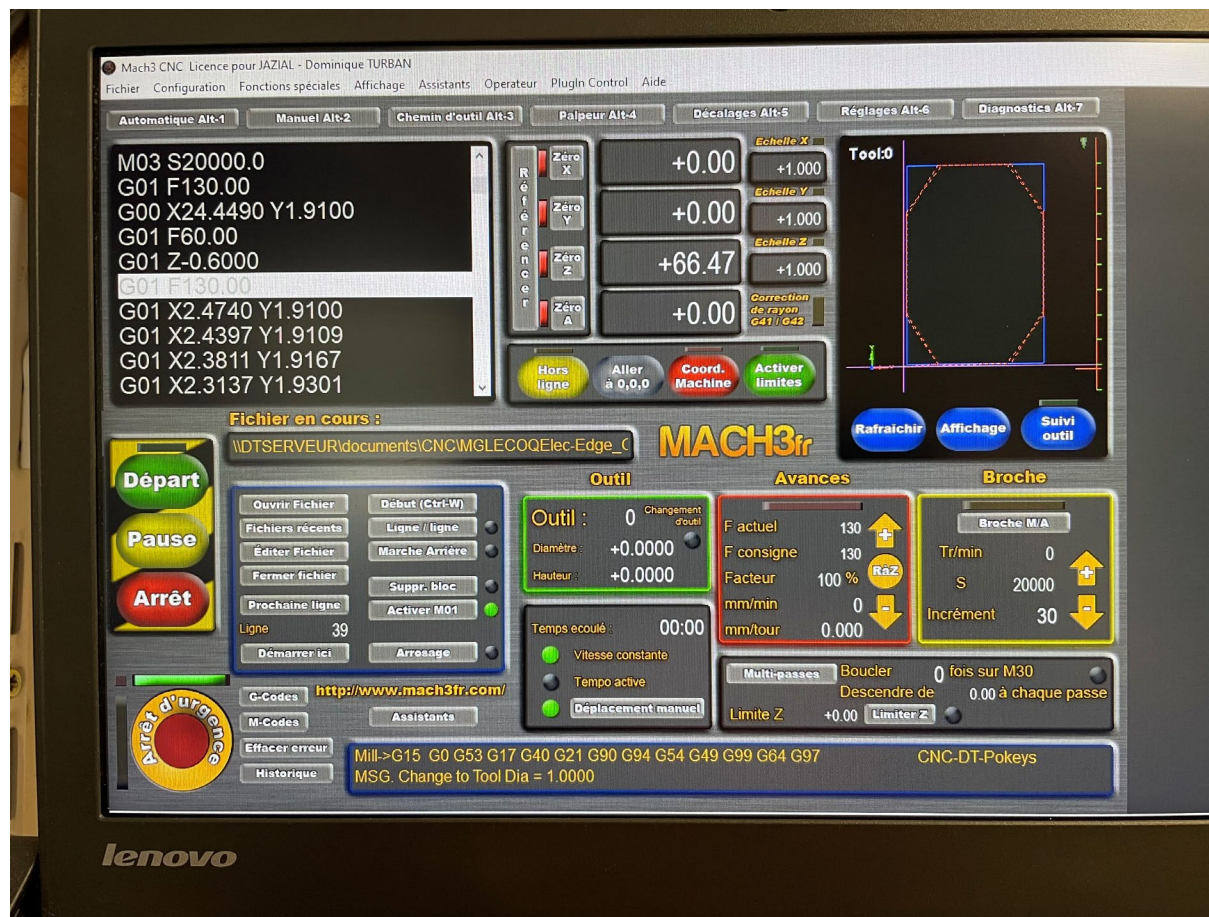 Mach3 CNC Licence pour JAZIAL - Dominique TURBAN
Fichier Configuration Fonctions spéciales Affichage Assistants Operateur PlugIn Control Aide
Automatique Alt-1 Manuel Alt-2 Chemin d'outil Alt-3 Palpeur Alt-4 Décalages Alt-5 Réglages Alt-6 Diagnostics Alt-7
M03 S20000.0
G01 F130.00
G00 X24.4490 Y1.9100
G01 F60.00
G01 Z-0.6000
G01 F130.00
G01 X2.4740 Y1.9100
G01 X2.4397 Y1.9109
G01 X2.3811 Y1.9167
G01 X2.3137 Y1.9301
Référencer
Zéro X +0.00 Echelle X +1.000
Zéro Y +0.00 Echelle Y +1.000
Zéro Z +66.47 Echelle Z +1.000
Zéro A +0.00 Correction de rayon G41 / G42
Hors ligne
Aller à 0,0,0
Coord. Machine
Activer limites
Tool:0
Y
Rafraichir Affichage Suivi outil
Fichier en cours :
\\DTSERVEUR\documents\CNC\MGLECOQElec-Edge_
MACH3fr
Départ
Pause
Arrêt
Ouvrir Fichier Début (Ctrl-W)
Fichiers récents Ligne / ligne
Éditer Fichier Marche Arrière
Fermer fichier Suppr. bloc
Prochaine ligne Activer M01
Ligne 39
Démarrer ici Arrosage
Outil
Outil : 0 Changement d'outil
Diamètre : +0.0000
Hauteur : +0.0000
Temps ecoulé : 00:00
Vitesse constante
Tempo active
Déplacement manuel
Avances
F actuel 130
F consigne 130
Facteur 100 %
mm/min 0
mm/tour 0.000
+
RàZ
-
Broche
Broche M/A
Tr/min 0
S 20000
Incrément 30
+
-
Multi-passes Boucler 0 fois sur M30
Descendre de 0.00 à chaque passe
Limite Z +0.00 Limiter Z
Arrêt d'urgence
G-Codes http://www.mach3fr.com/
M-Codes Assistants
Effacer erreur
Historique
Mill->G15 G0 G53 G17 G40 G21 G90 G94 G54 G49 G99 G64 G97 CNC-DT-Pokeys
MSG. Change to Tool Dia = 1.0000
lenovo